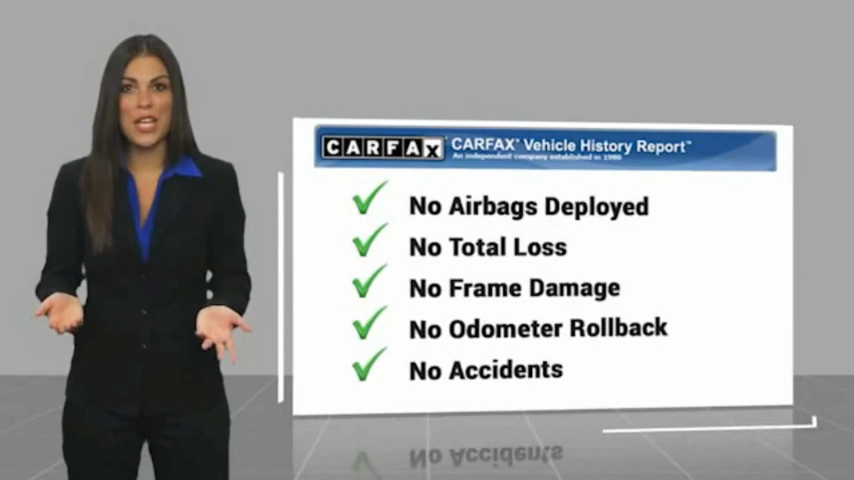 CARFAX CARFAX™ Vehicle History Report™
An independent company established in 1986
No Airbags Deployed
No Total Loss
No Frame Damage
No Odometer Rollback
No Accidents
No Accidents